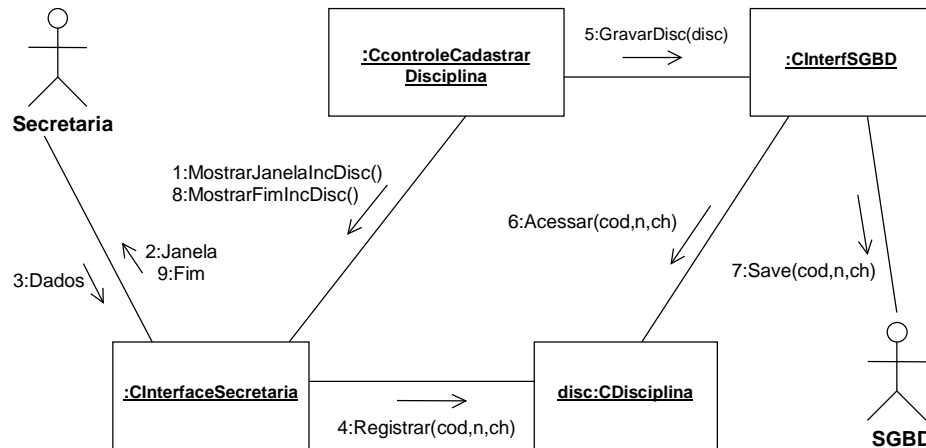 5:GravarDisc(disc)
:CcontroleCadastrar
Disciplina
:CInterfSGBD
Secretaria
1:MostrarJanelaIncDisc()
8:MostrarFimIncDisc()
6:Acessar(cod,n,ch)
2:Janela
9:Fim
3:Dados
7:Save(cod,n,ch)
:CInterfaceSecretaria
disc:CDisciplina
4:Registrar(cod,n,ch)
SGBD